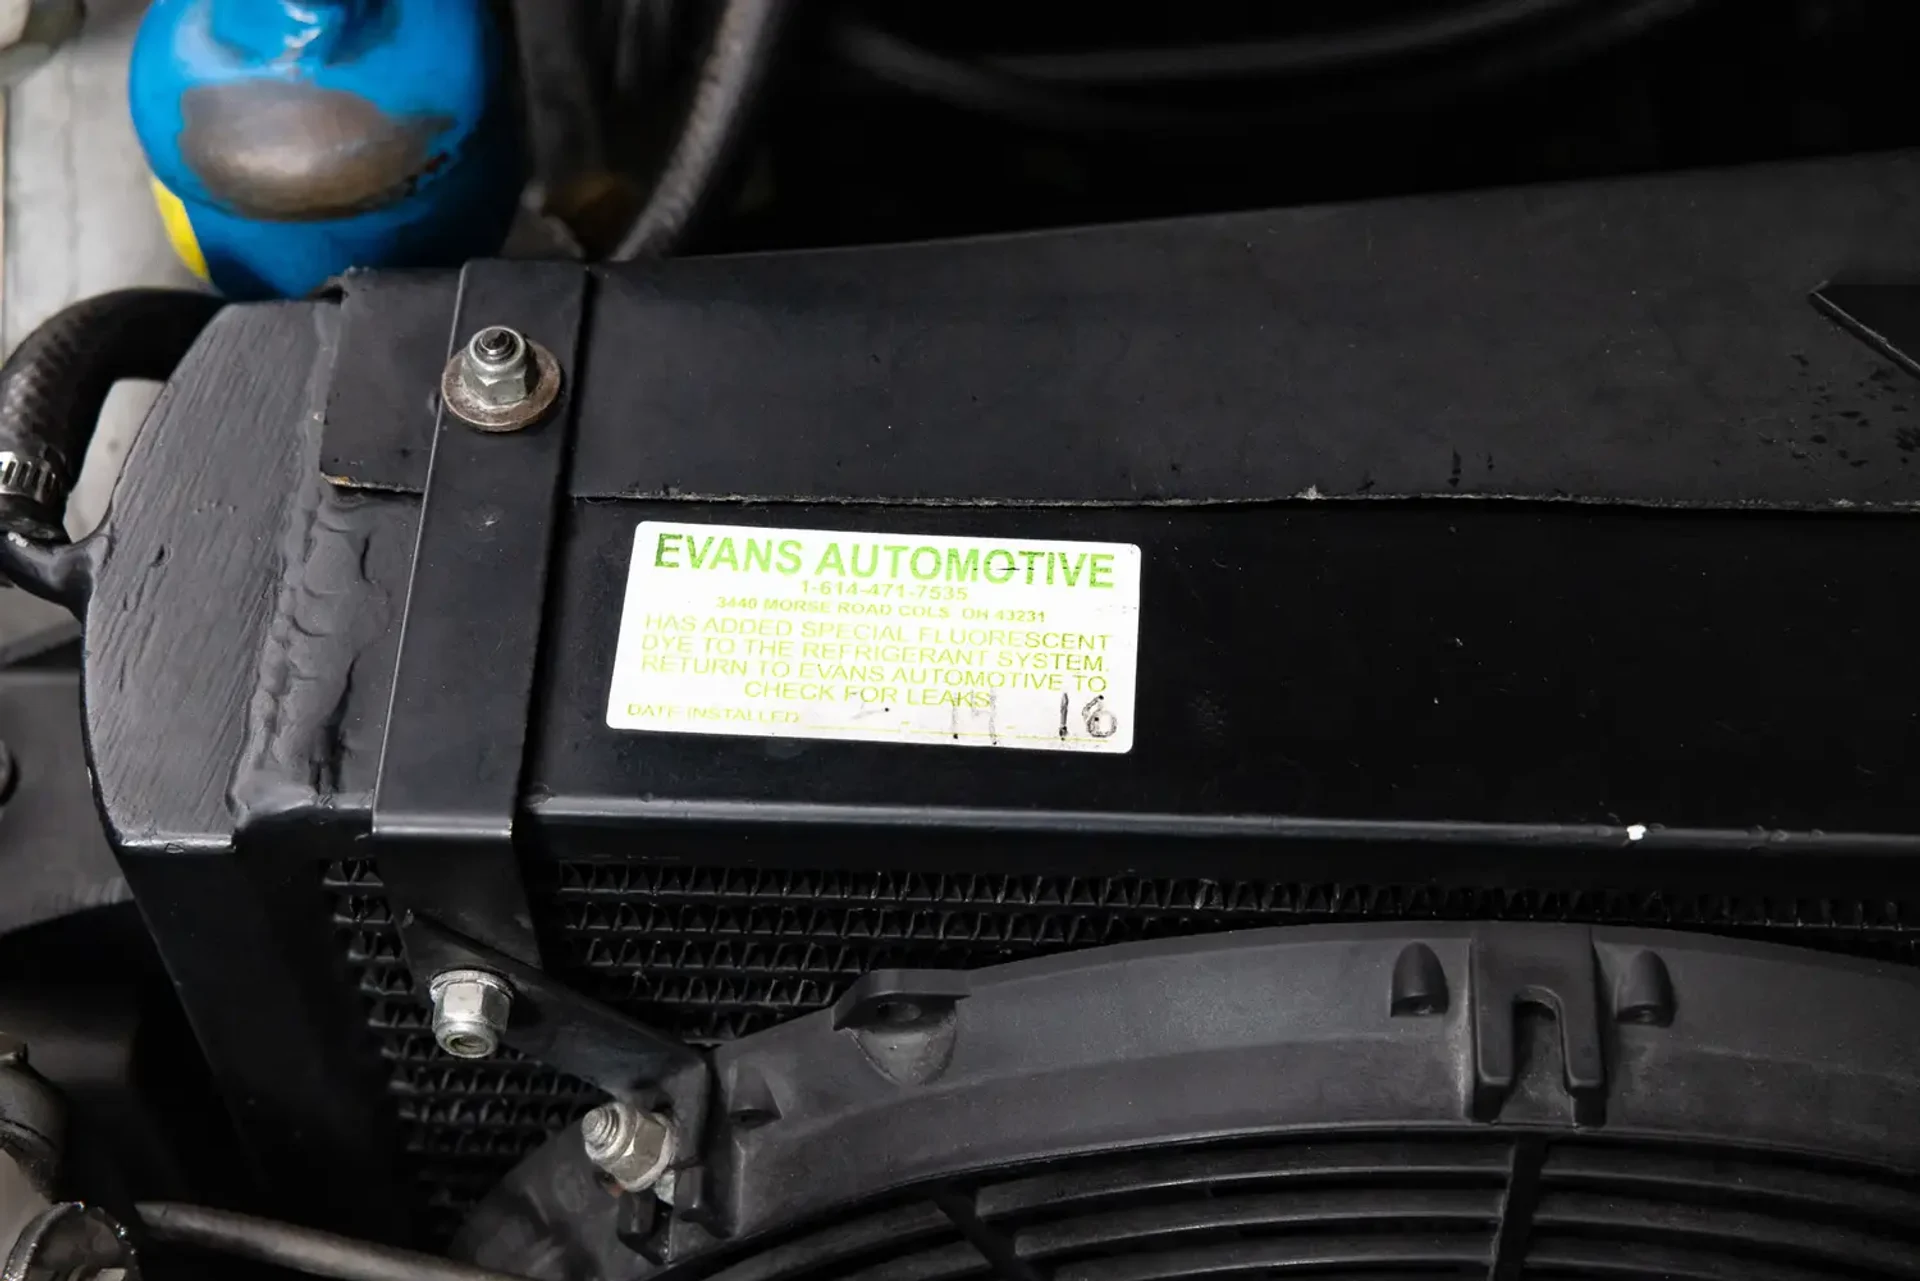 EVANS AUTOMOTIVE
1-614-471-7535
3440 MORSE ROAD COLS. OH 43231
HAS ADDED SPECIAL FLUORESCENT
DYE TO THE REFRIGERANT SYSTEM.
RETURN TO EVANS AUTOMOTIVE TO
CHECK FOR LEAKS
DATE INSTALLED 16